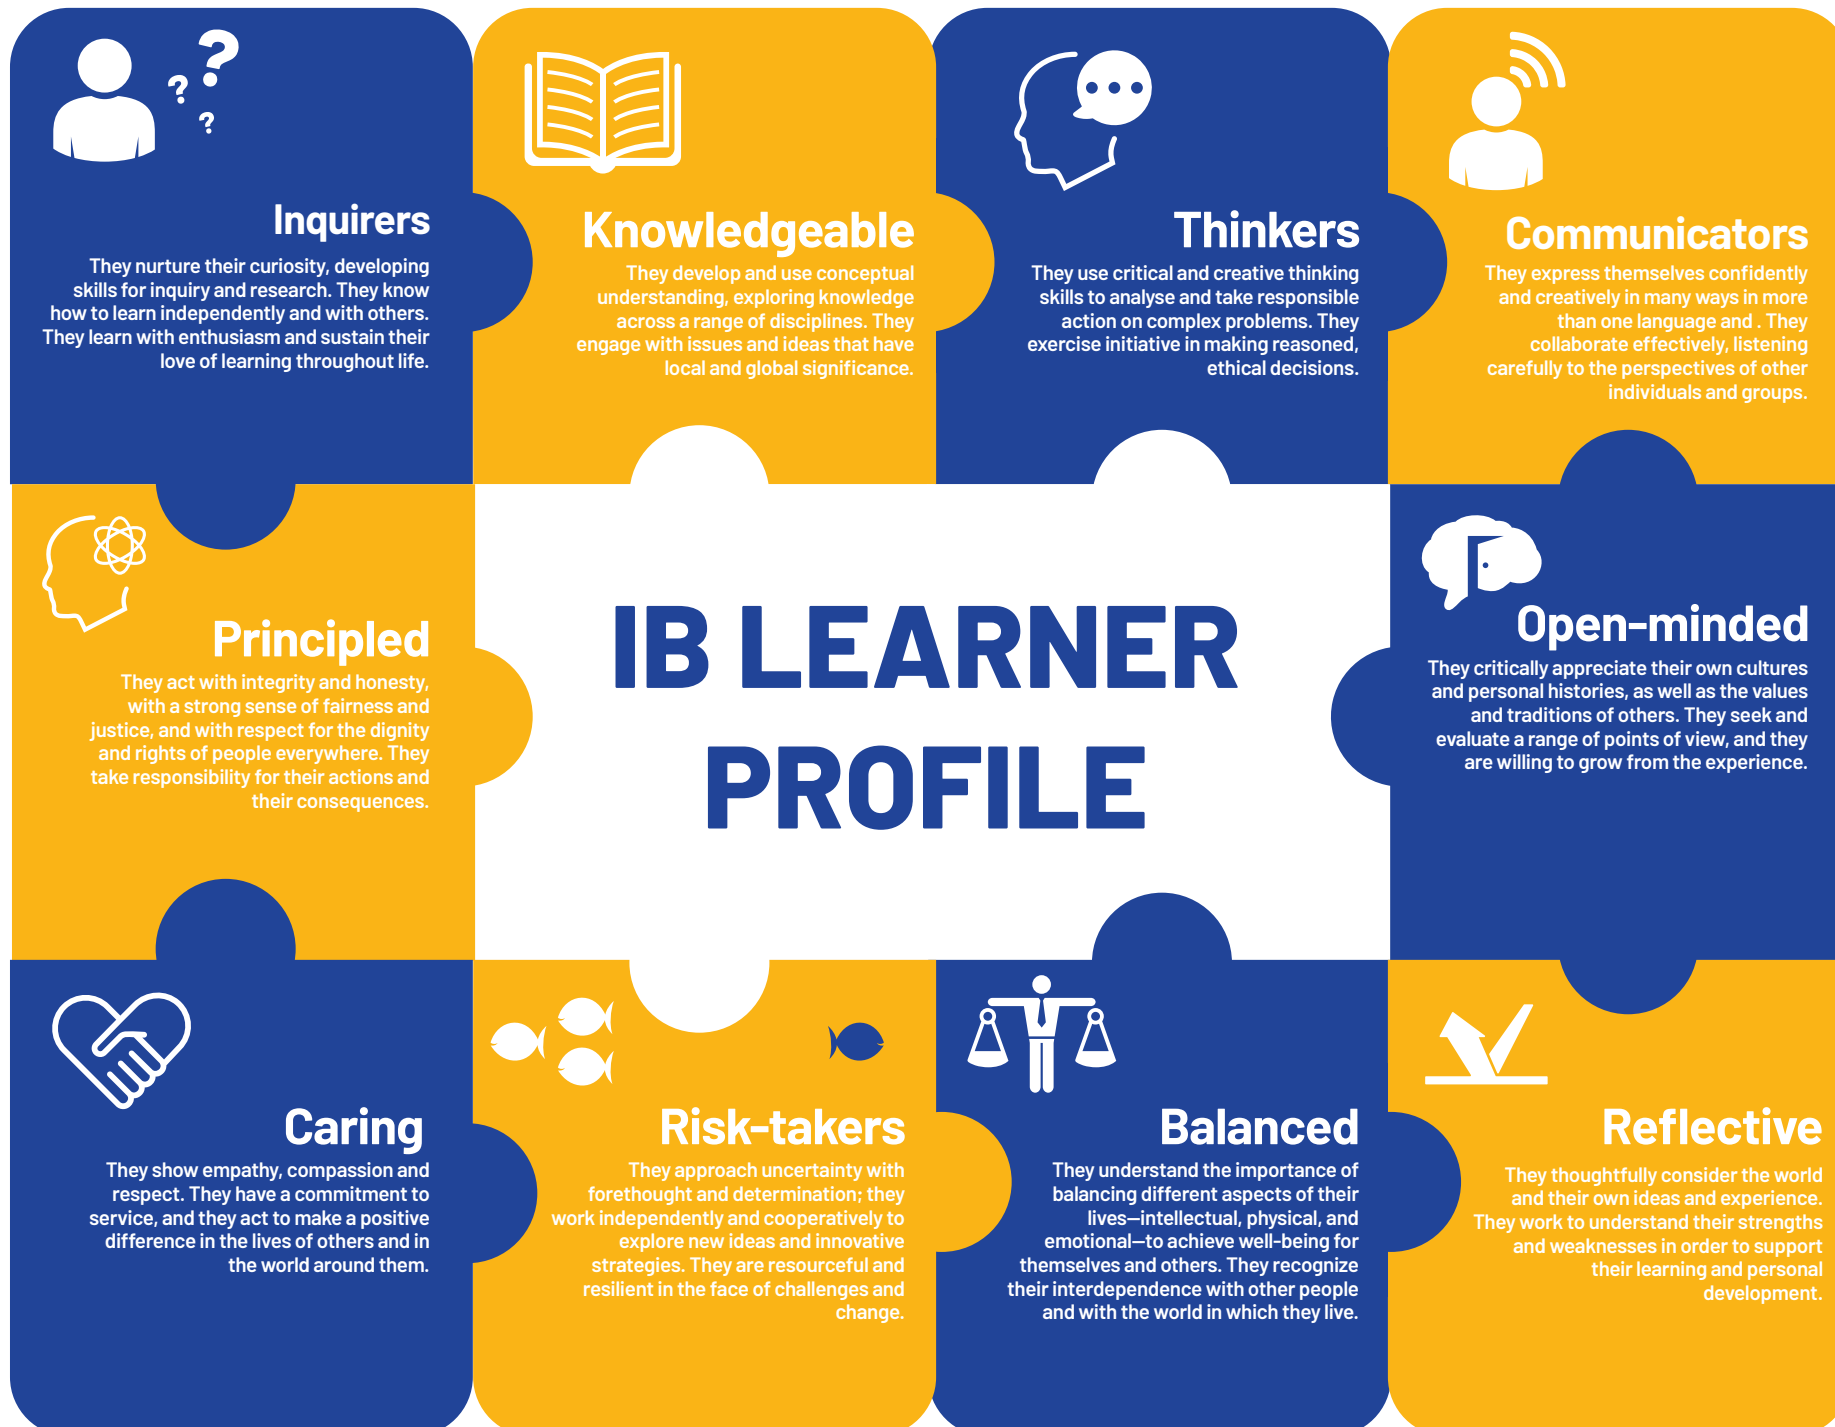 ?
?
?
Inquirers
They nurture their curiosity, developing
skills for inquiry and research. They know
how to learn independently and with others.
They learn with enthusiasm and sustain their
love of learning throughout life.
Knowledgeable
They develop and use conceptual
understanding, exploring knowledge
across a range of disciplines. They
engage with issues and ideas that have
local and global significance.
Thinkers
They use critical and creative thinking
skills to analyse and take responsible
action on complex problems. They
exercise initiative in making reasoned,
ethical decisions.
Communicators
They express themselves confidently
and creatively in many ways in more
than one language and . They
collaborate effectively, listening
carefully to the perspectives of other
individuals and groups.
Principled
They act with integrity and honesty,
with a strong sense of fairness and
justice, and with respect for the dignity
and rights of people everywhere. They
take responsibility for their actions and
their consequences.
IB LEARNER
PROFILE
Open-minded
They critically appreciate their own cultures
and personal histories, as well as the values
and traditions of others. They seek and
evaluate a range of points of view, and they
are willing to grow from the experience.
Caring
They show empathy, compassion and
respect. They have a commitment to
service, and they act to make a positive
difference in the lives of others and in
the world around them.
Risk-takers
They approach uncertainty with
forethought and determination; they
work independently and cooperatively to
explore new ideas and innovative
strategies. They are resourceful and
resilient in the face of challenges and
change.
Balanced
They understand the importance of
balancing different aspects of their
lives—intellectual, physical, and
emotional—to achieve well-being for
themselves and others. They recognize
their interdependence with other people
and with the world in which they live.
Reflective
They thoughtfully consider the world
and their own ideas and experience.
They work to understand their strengths
and weaknesses in order to support
their learning and personal
development.